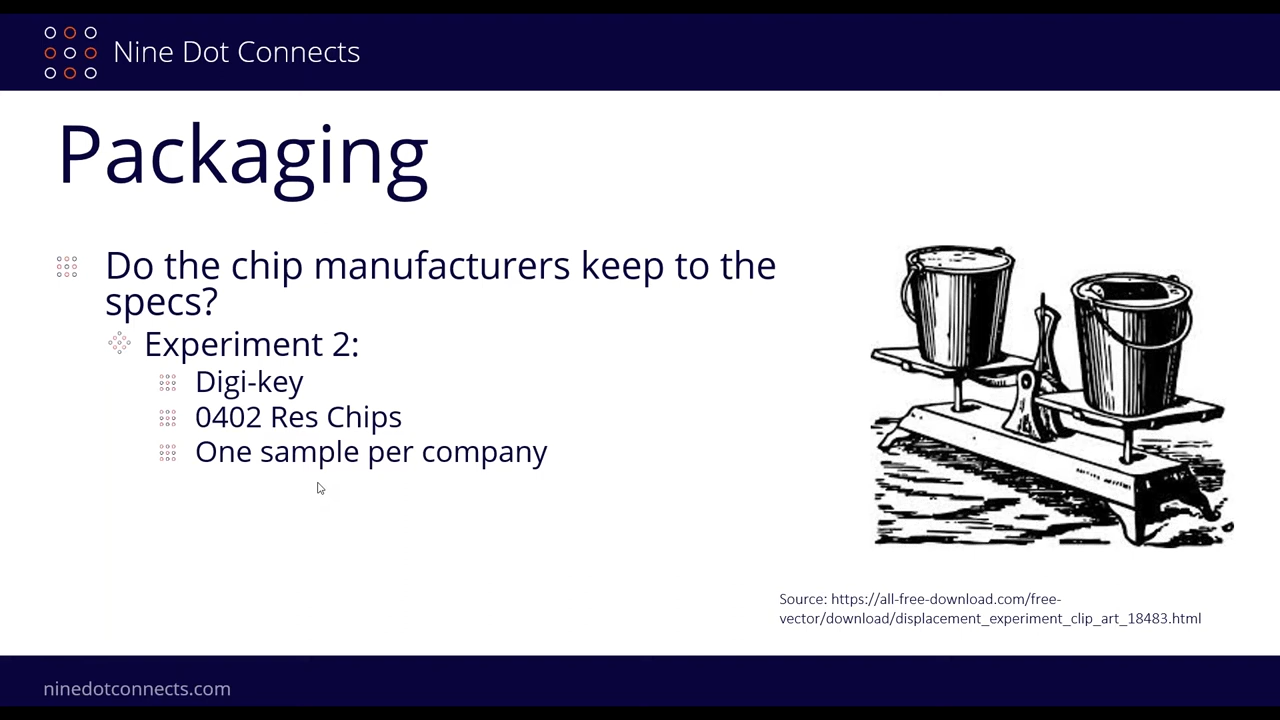 Nine Dot Connects
Packaging
Do the chip manufacturers keep to the
specs?
Experiment 2:
Digi-key
0402 Res Chips
One sample per company
Source: https://all-free-download.com/free-
vector/download/displacement_experiment_clip_art_18483.html
ninedotconnects.com